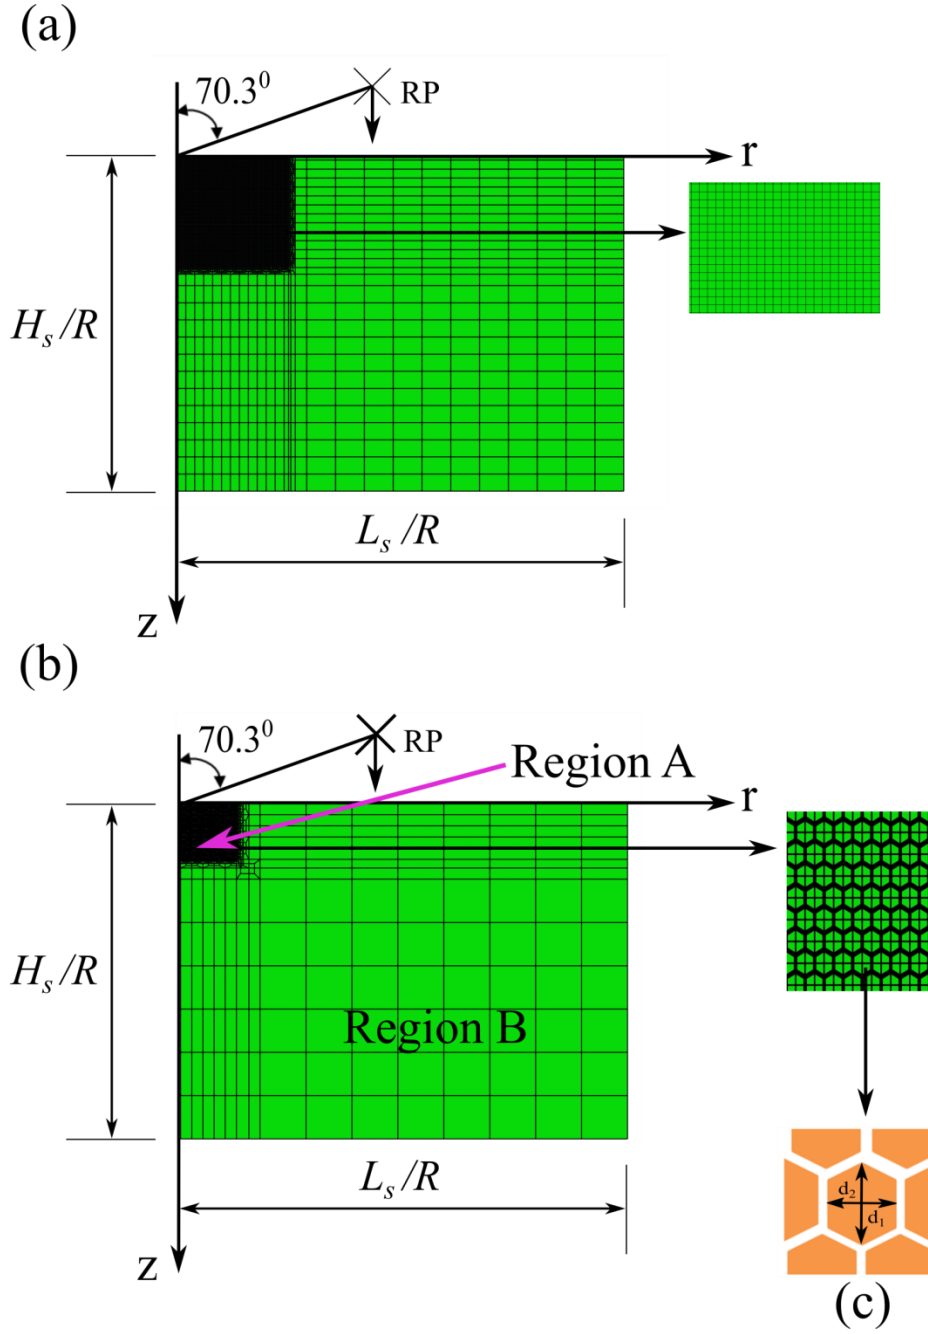 (a)
70.3⁰
RP
r
H_s /R
L_s /R
z
(b)
70.3⁰
RP
Region A
r
H_s /R
Region B
L_s /R
z
d₂
d₁
(c)